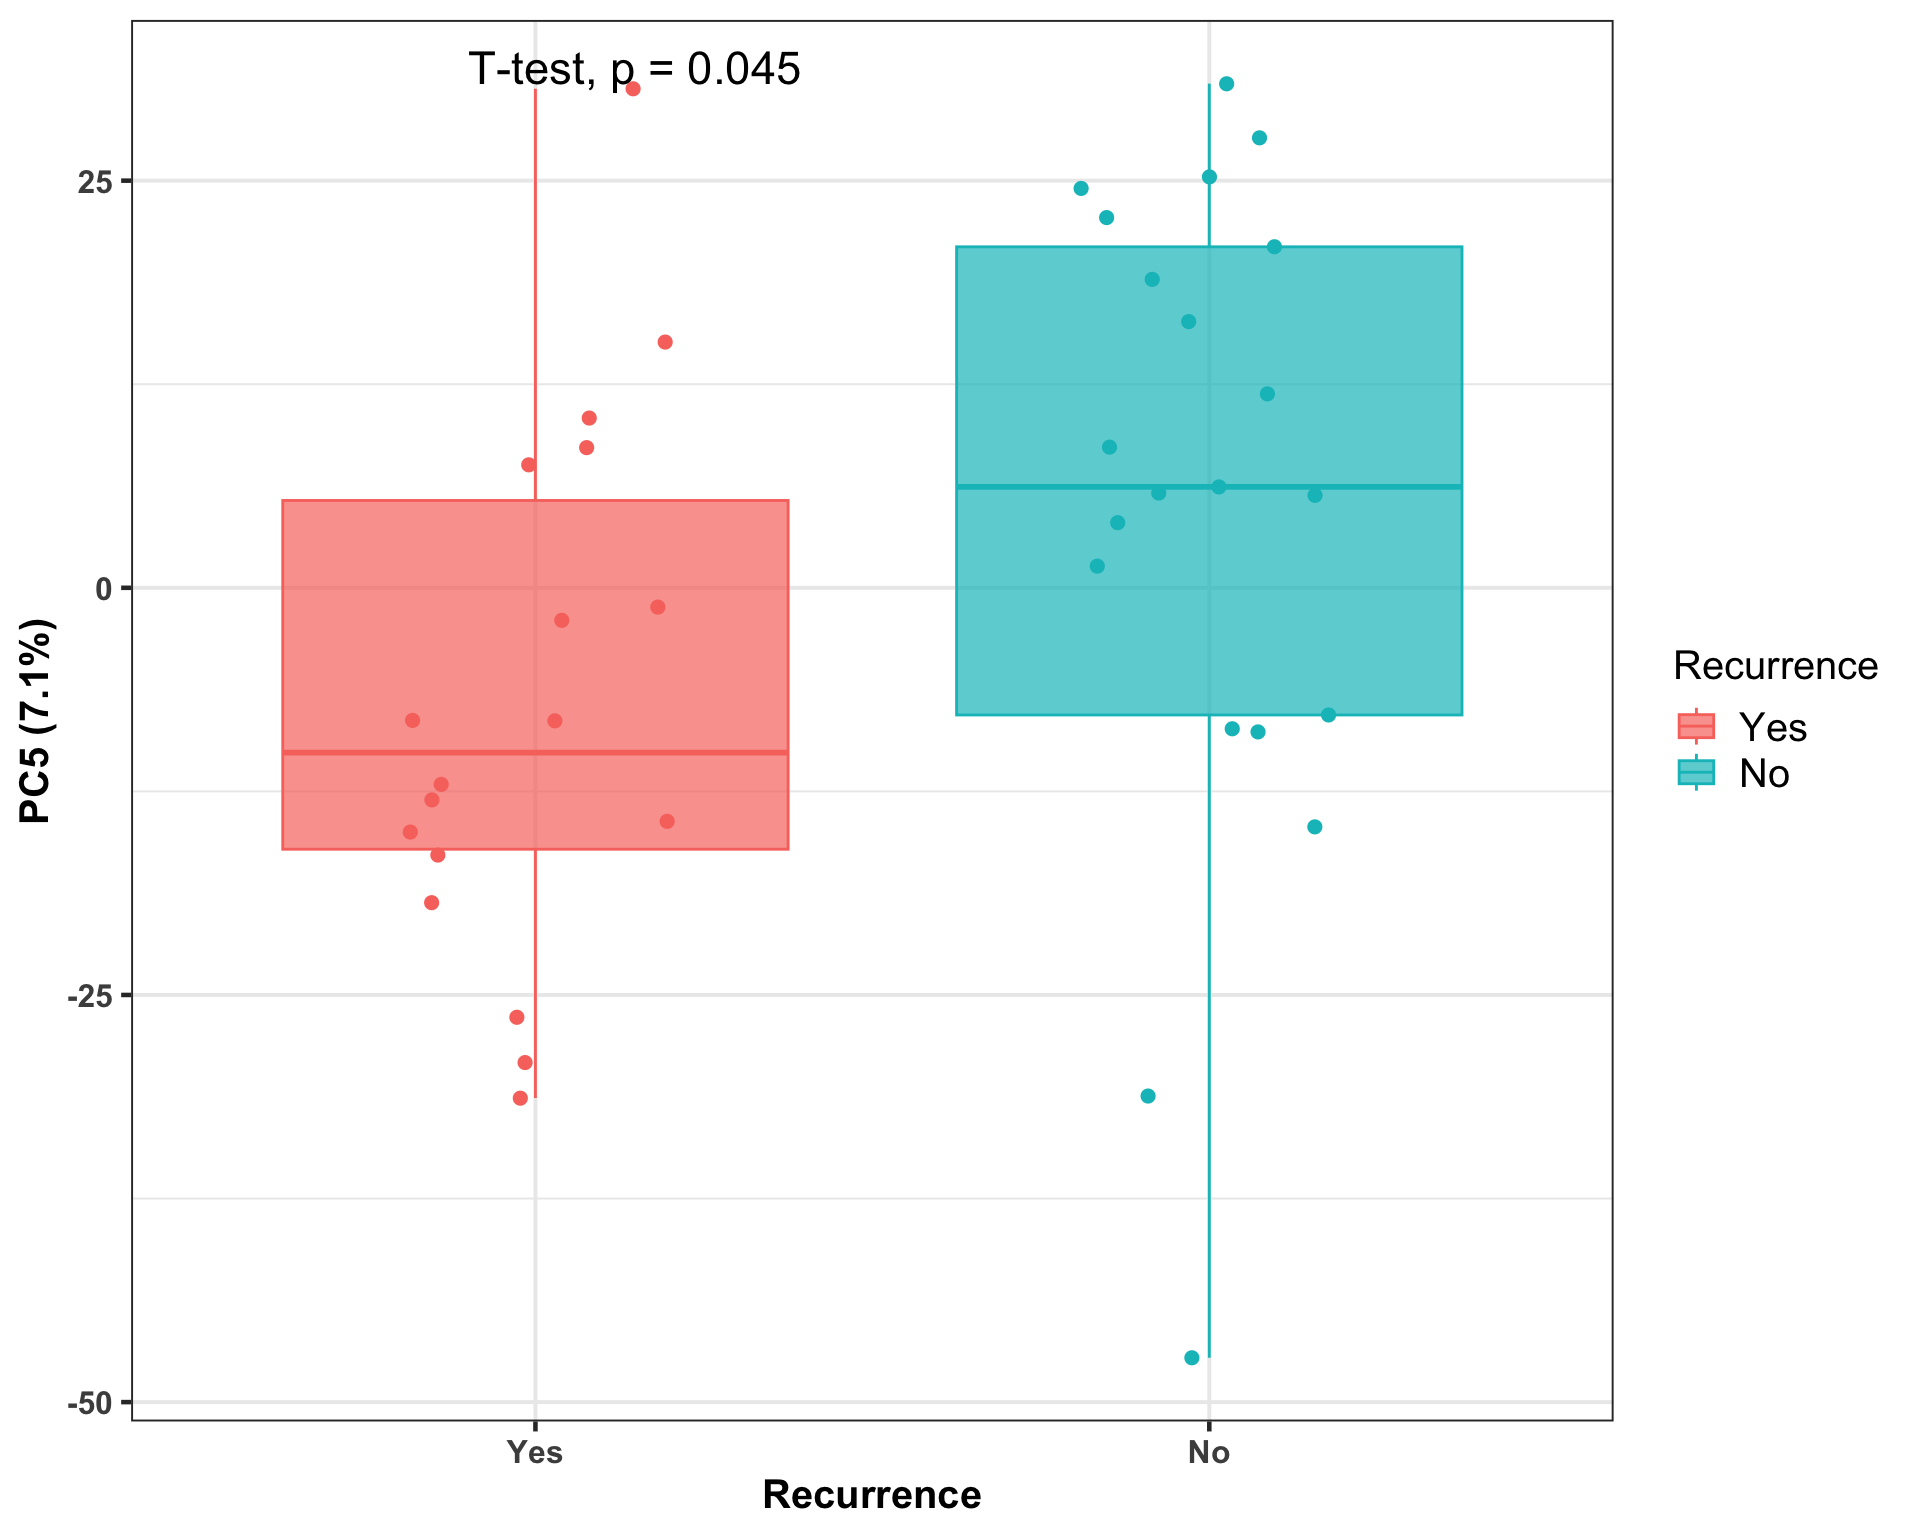 T-test, p = 0.045
25
0
-25
-50
PC5 (7.1%)
Yes
No
Recurrence
Recurrence
Yes
No